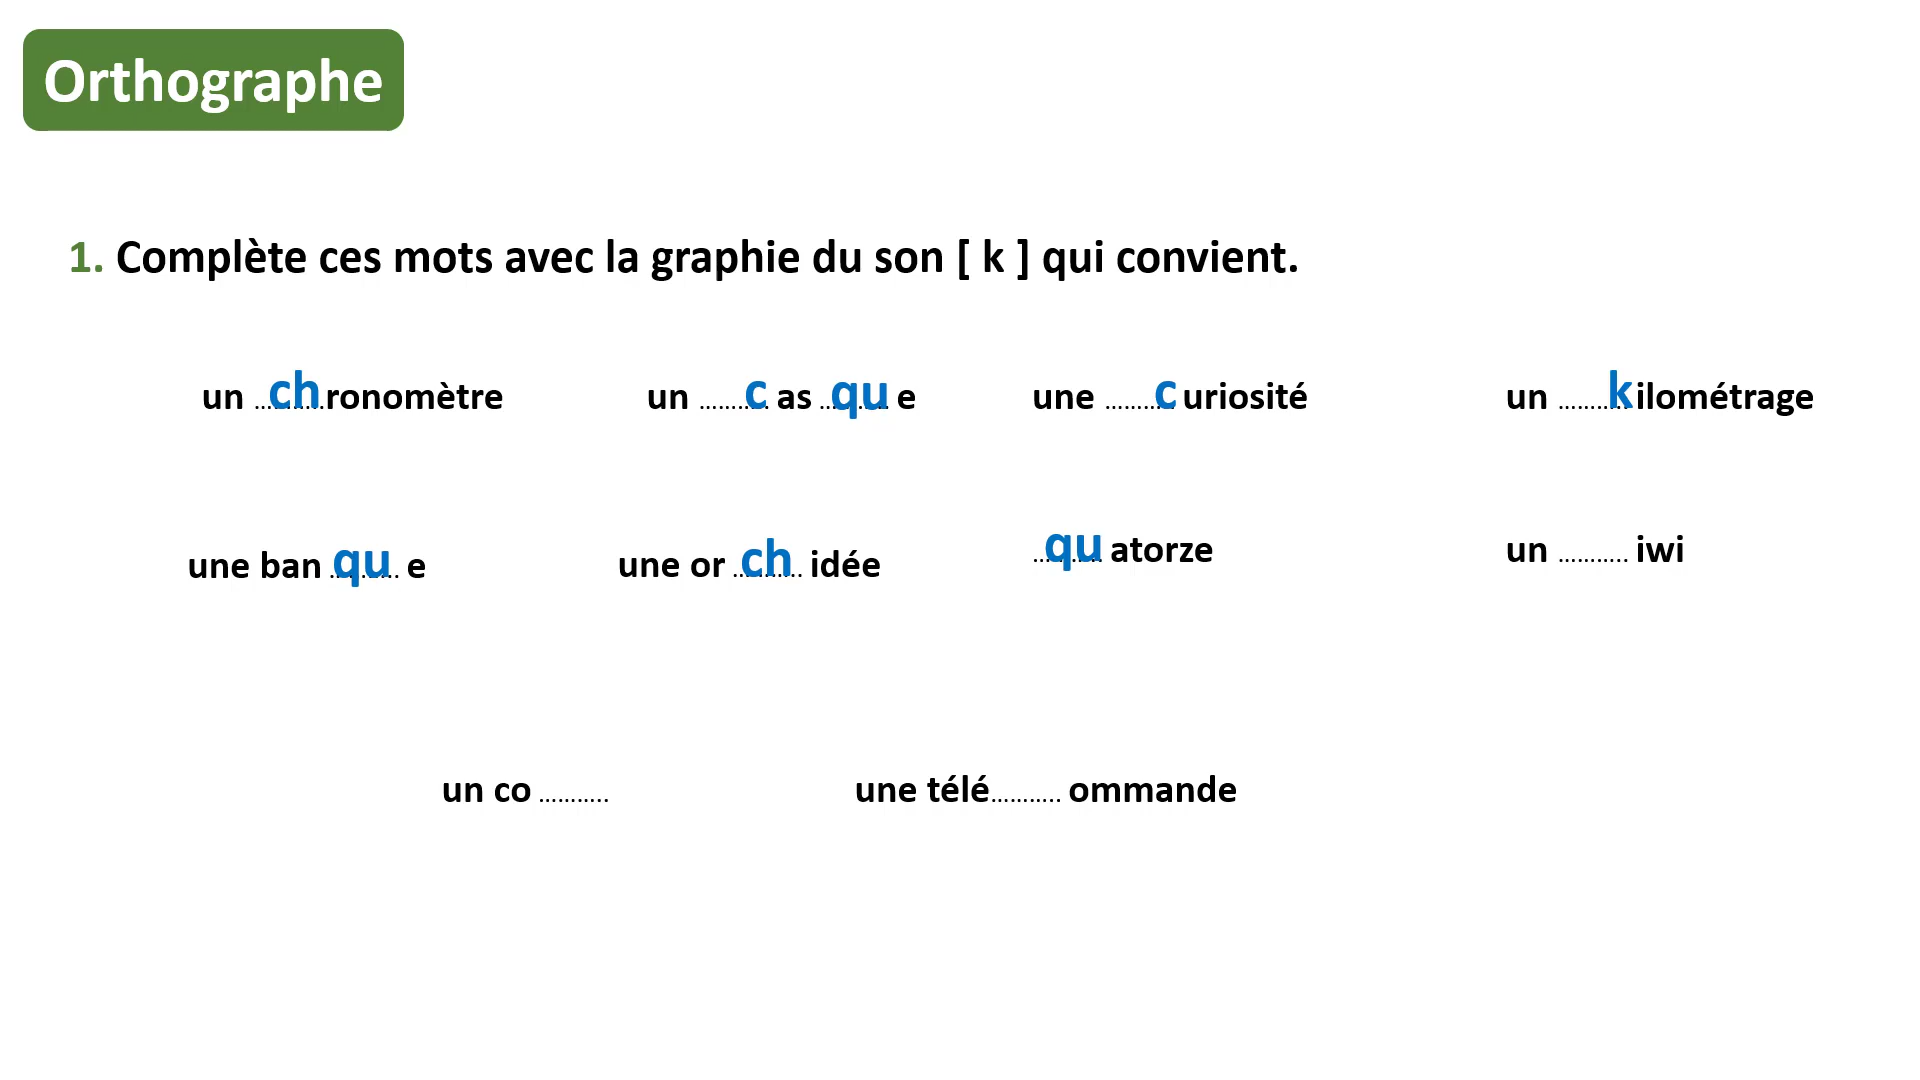 Orthographe
1. Complète ces mots avec la graphie du son [ k ] qui convient.
un ...ch...ronomètre un ...c as ...qu... e une ...c uriosité un ...k ilométrage
une ban ...qu... e une or ...ch... idée ...qu... atorze un ........... iwi
un co ........... une télé........... ommande